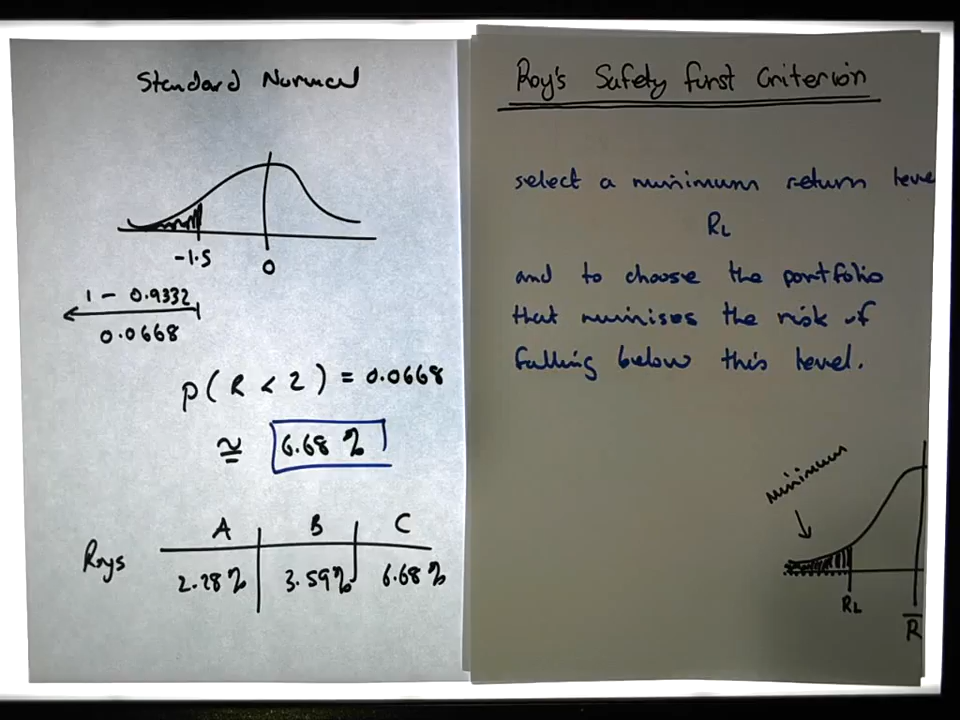 Standard Normal
-1.5
0
1 - 0.9332
0.0668
P(R < 2) = 0.0668
≅ 6.68 %
A B C
Roys
2.28% 3.59% 6.68%
Roy's Safety first Criterion
select a minimum return leve
RL
and to choose the portfolio
that minimises the risk of
falling below this level.
minimum
RL
R̅